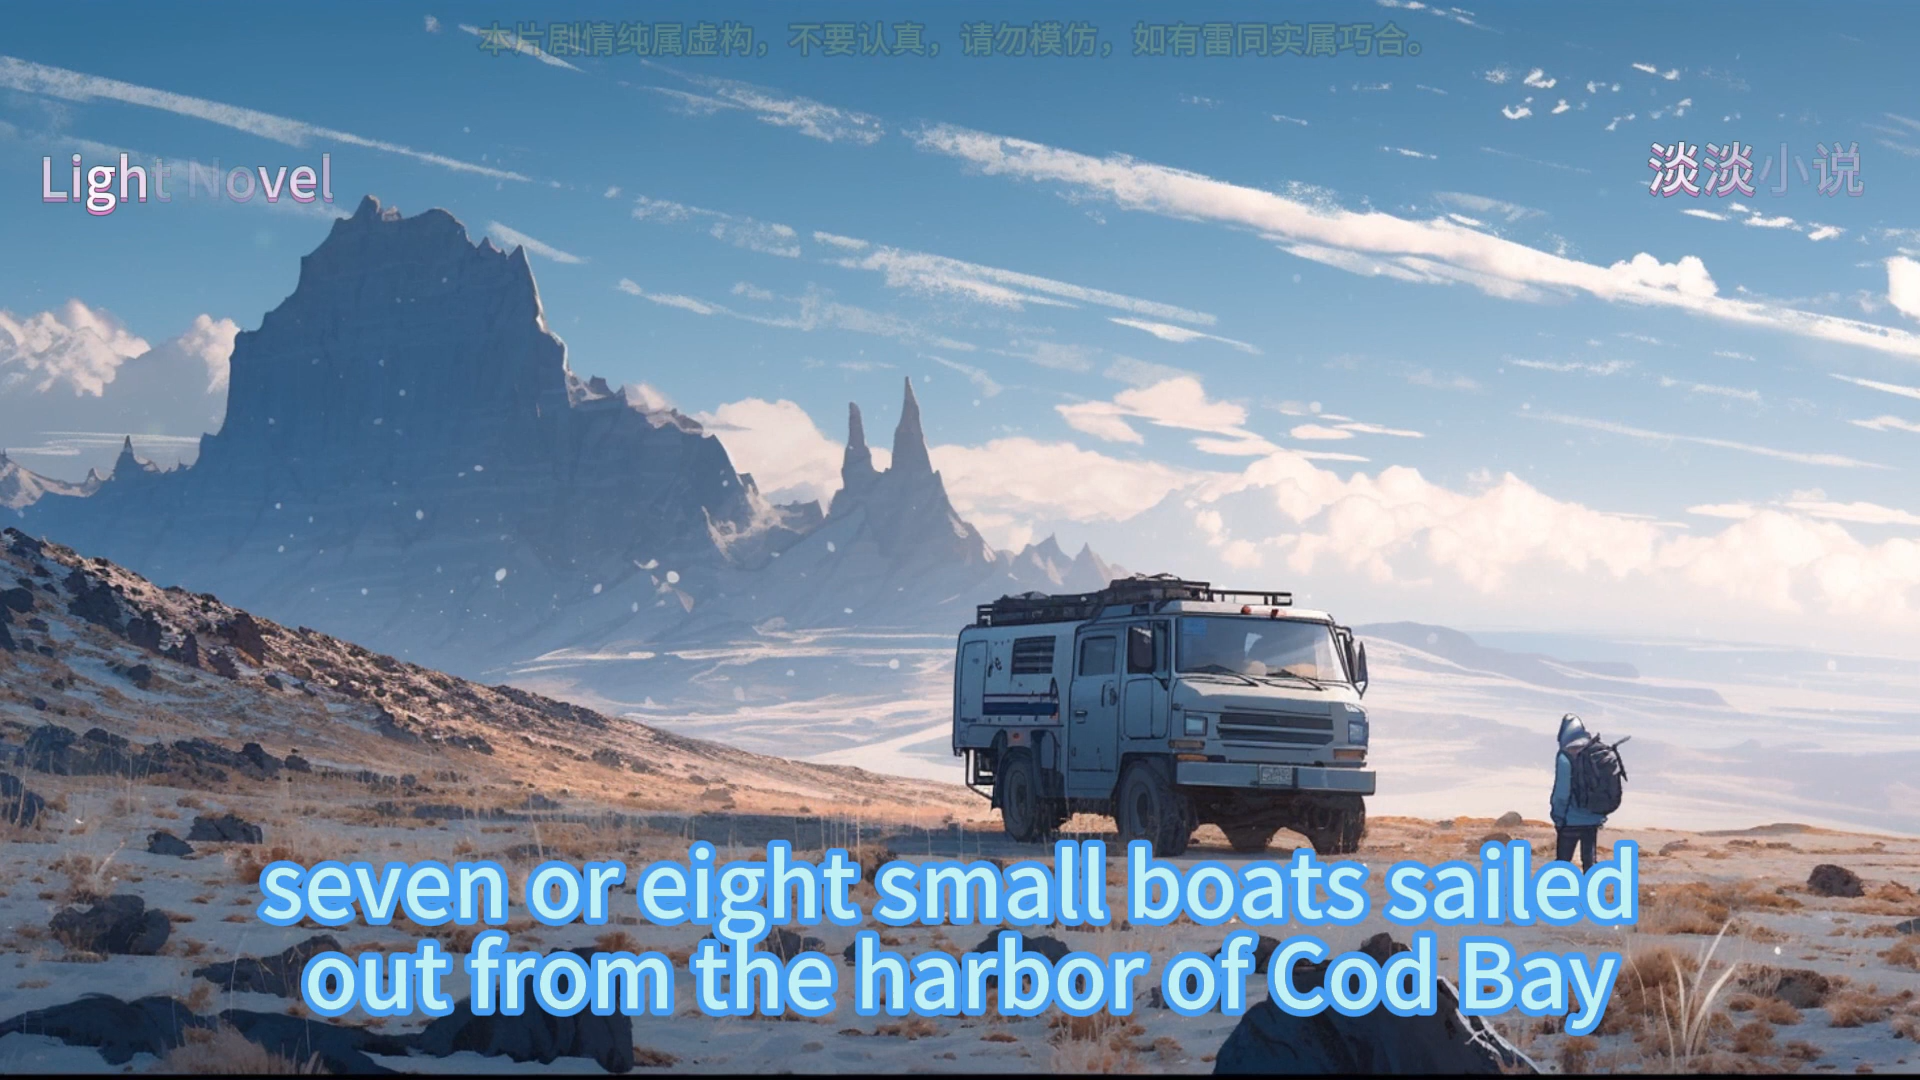 本片剧情纯属虚构，不要认真，请勿模仿，如有雷同实属巧合。
Light Novel
淡淡小说
seven or eight small boats sailed
out from the harbor of Cod Bay